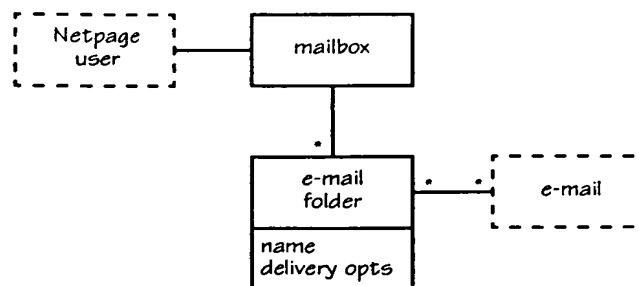 Netpage
user
mailbox
*
e-mail
folder
* *
e-mail
name
delivery opts